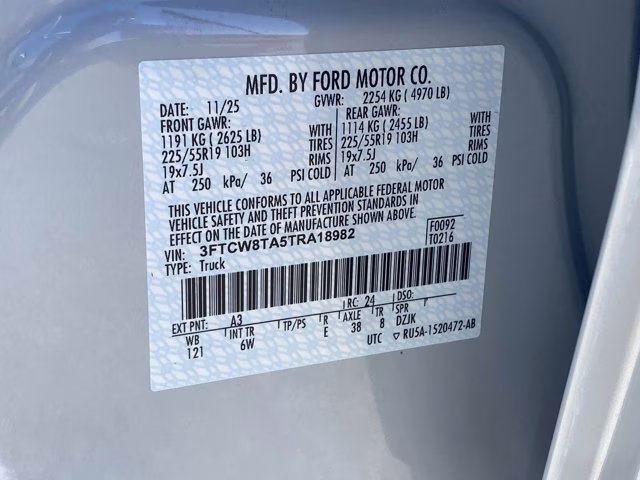 MFD. BY FORD MOTOR CO.
DATE: 11/25 GVWR: 2254 KG ( 4970 LB)
FRONT GAWR: REAR GAWR:
1191 KG ( 2625 LB) WITH 1114 KG ( 2455 LB) WITH
225/55R19 103H TIRES 225/55R19 103H TIRES
19x7.5J RIMS 19x7.5J RIMS
AT 250 kPa/ 36 PSI COLD AT 250 kPa/ 36 PSI COLD
THIS VEHICLE CONFORMS TO ALL APPLICABLE FEDERAL MOTOR
VEHICLE SAFETY AND THEFT PREVENTION STANDARDS IN
EFFECT ON THE DATE OF MANUFACTURE SHOWN ABOVE.
VIN: 3FTCW8TA5TRA18982 F0092
TYPE: Truck T0216
EXT PNT: A3 RC: 24 DSO:
WB INT TR TP/PS R AXLE TR SPR
121 6W E 38 8 DZJK
UTC RU5A-1520472-AB